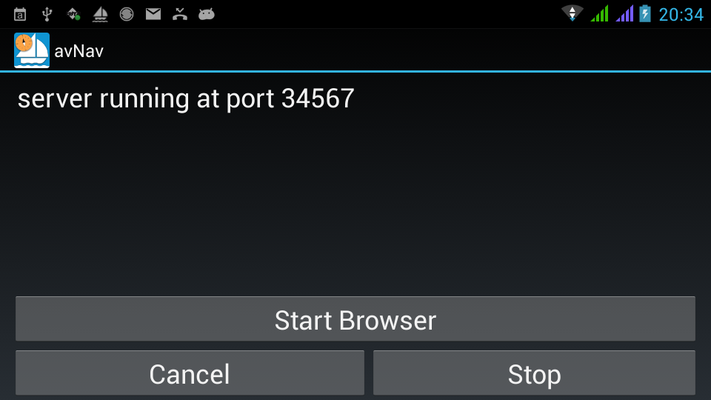 20:34
avNav
server running at port 34567
Start Browser
Cancel
Stop